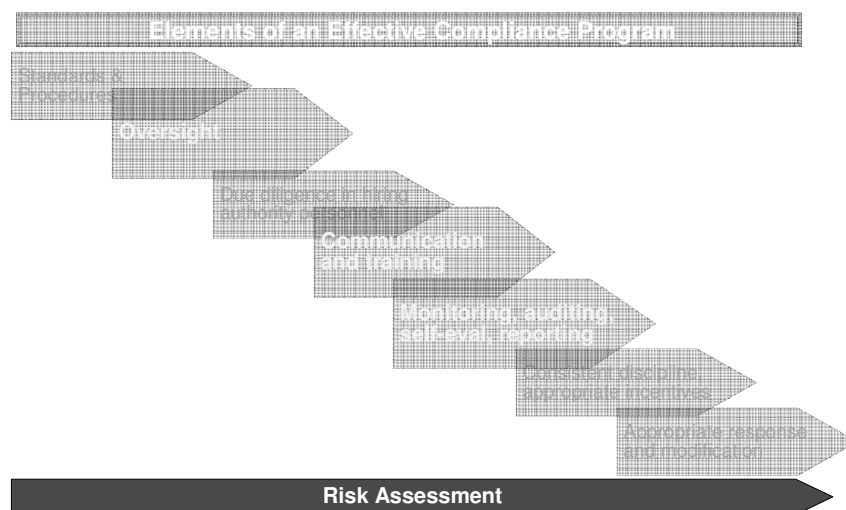 Elements of an Effective Compliance Program
Standards &
Procedures
Oversight
Due diligence in hiring
authority personnel
Communication
and training
Monitoring, auditing,
self-eval, reporting
Consistent discipline
appropriate incentives
Appropriate response
and modification
Risk Assessment